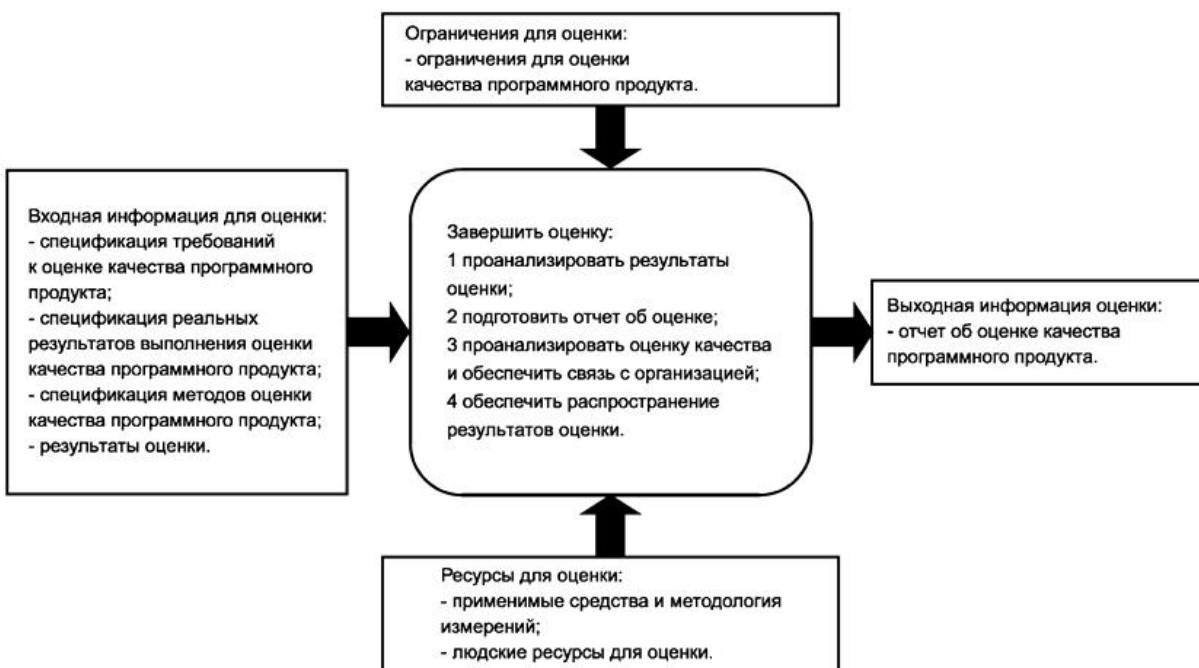 Ограничения для оценки:
- ограничения для оценки
качества программного продукта.
Входная информация для оценки:
- спецификация требований
к оценке качества программного
продукта;
- спецификация реальных
результатов выполнения оценки
качества программного продукта;
- спецификация методов оценки
качества программного продукта;
- результаты оценки.
Завершить оценку:
1 проанализировать результаты
оценки;
2 подготовить отчет об оценке;
3 проанализировать оценку качества
и обеспечить связь с организацией;
4 обеспечить распространение
результатов оценки.
Выходная информация оценки:
- отчет об оценке качества
программного продукта.
Ресурсы для оценки:
- применимые средства и методология
измерений;
- людские ресурсы для оценки.